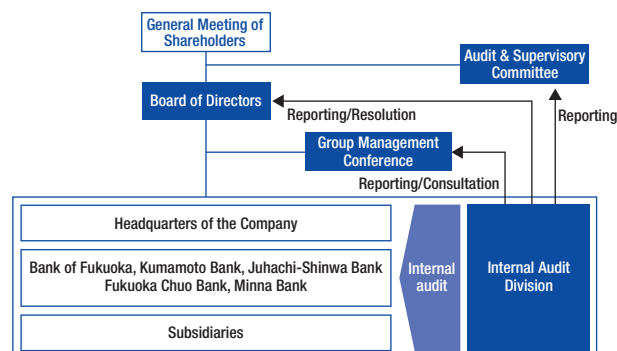 General Meeting of
Shareholders
Audit & Supervisory
Committee
Board of Directors
Reporting/Resolution
Reporting
Group Management
Conference
Reporting/Consultation
Headquarters of the Company
Bank of Fukuoka, Kumamoto Bank, Juhachi-Shinwa Bank
Fukuoka Chuo Bank, Minna Bank
Internal
audit
Internal Audit
Division
Subsidiaries